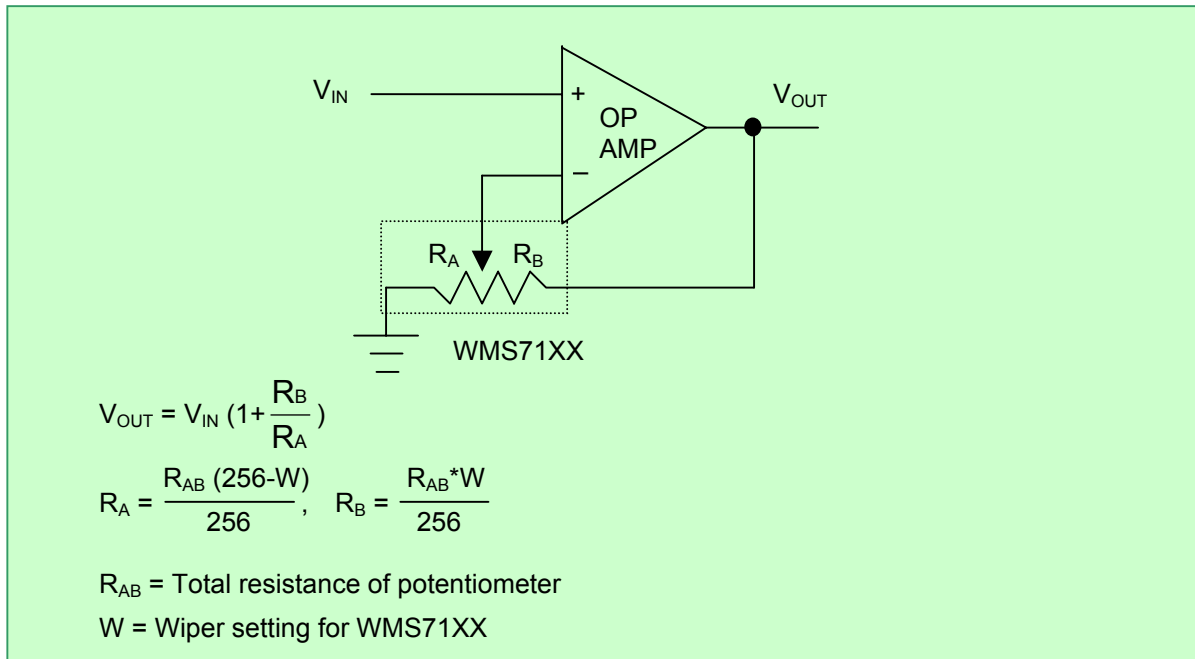 V_IN
+
OP
AMP
−
V_OUT
R_A R_B
WMS71XX
V_OUT = V_IN (1+ R_B / R_A )
R_A = R_AB (256-W) / 256 , R_B = R_AB*W / 256
R_AB = Total resistance of potentiometer
W = Wiper setting for WMS71XX